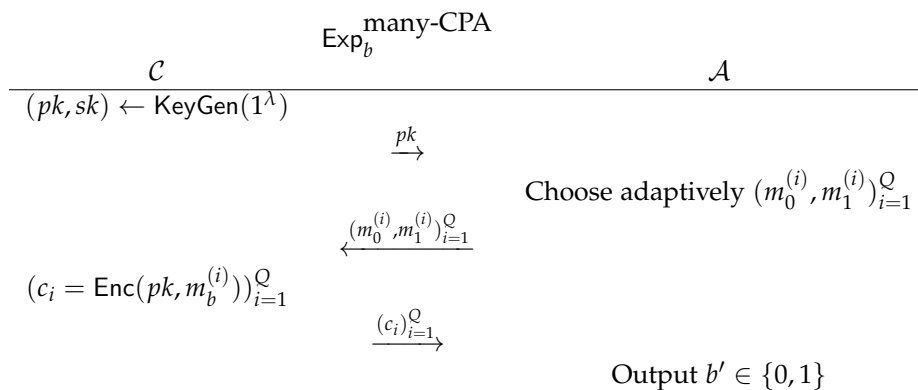 Exp_b^{many-CPA}
𝒞 𝒜
(pk, sk) ← KeyGen(1^λ)
pk
→
Choose adaptively (m_0^{(i)}, m_1^{(i)})_{i=1}^Q
(m_0^{(i)}, m_1^{(i)})_{i=1}^Q
←
(c_i = Enc(pk, m_b^{(i)}))_{i=1}^Q
(c_i)_{i=1}^Q
→
Output b′ ∈ {0, 1}